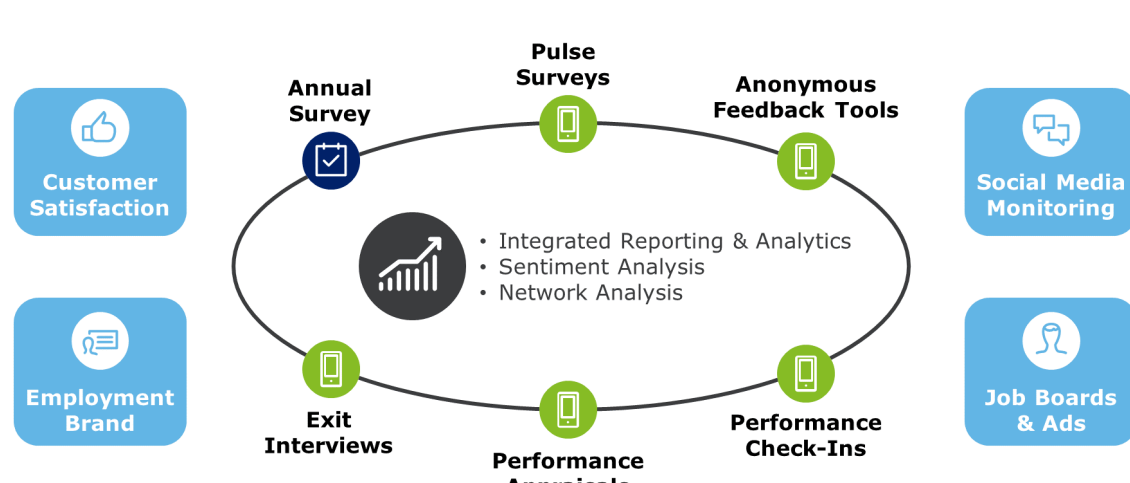 Pulse
Surveys
Annual
Survey
Anonymous
Feedback Tools
Customer
Satisfaction
Social Media
Monitoring
• Integrated Reporting & Analytics
• Sentiment Analysis
• Network Analysis
Employment
Brand
Job Boards
& Ads
Exit
Interviews
Performance
Check-Ins
Performance
Appraisals